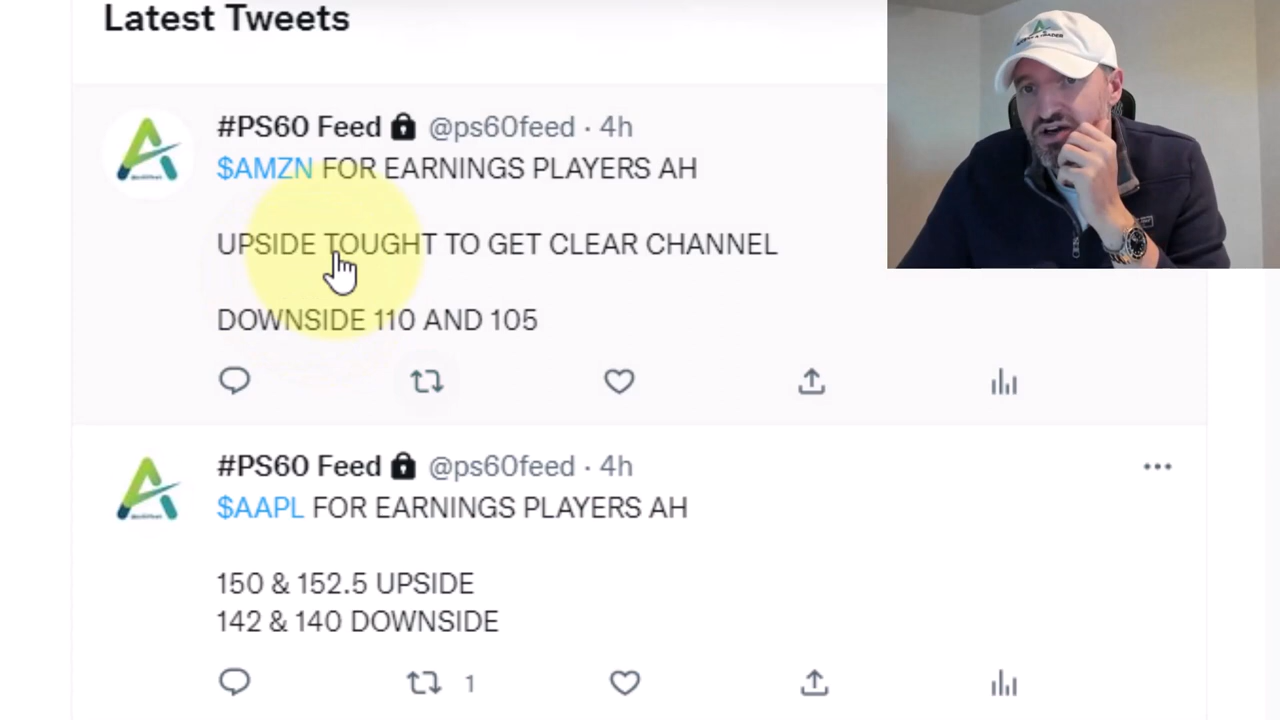 Latest Tweets
#PS60 Feed @ps60feed · 4h
$AMZN FOR EARNINGS PLAYERS AH
UPSIDE TOUGHT TO GET CLEAR CHANNEL
DOWNSIDE 110 AND 105
#PS60 Feed @ps60feed · 4h
$AAPL FOR EARNINGS PLAYERS AH
150 & 152.5 UPSIDE
142 & 140 DOWNSIDE
1